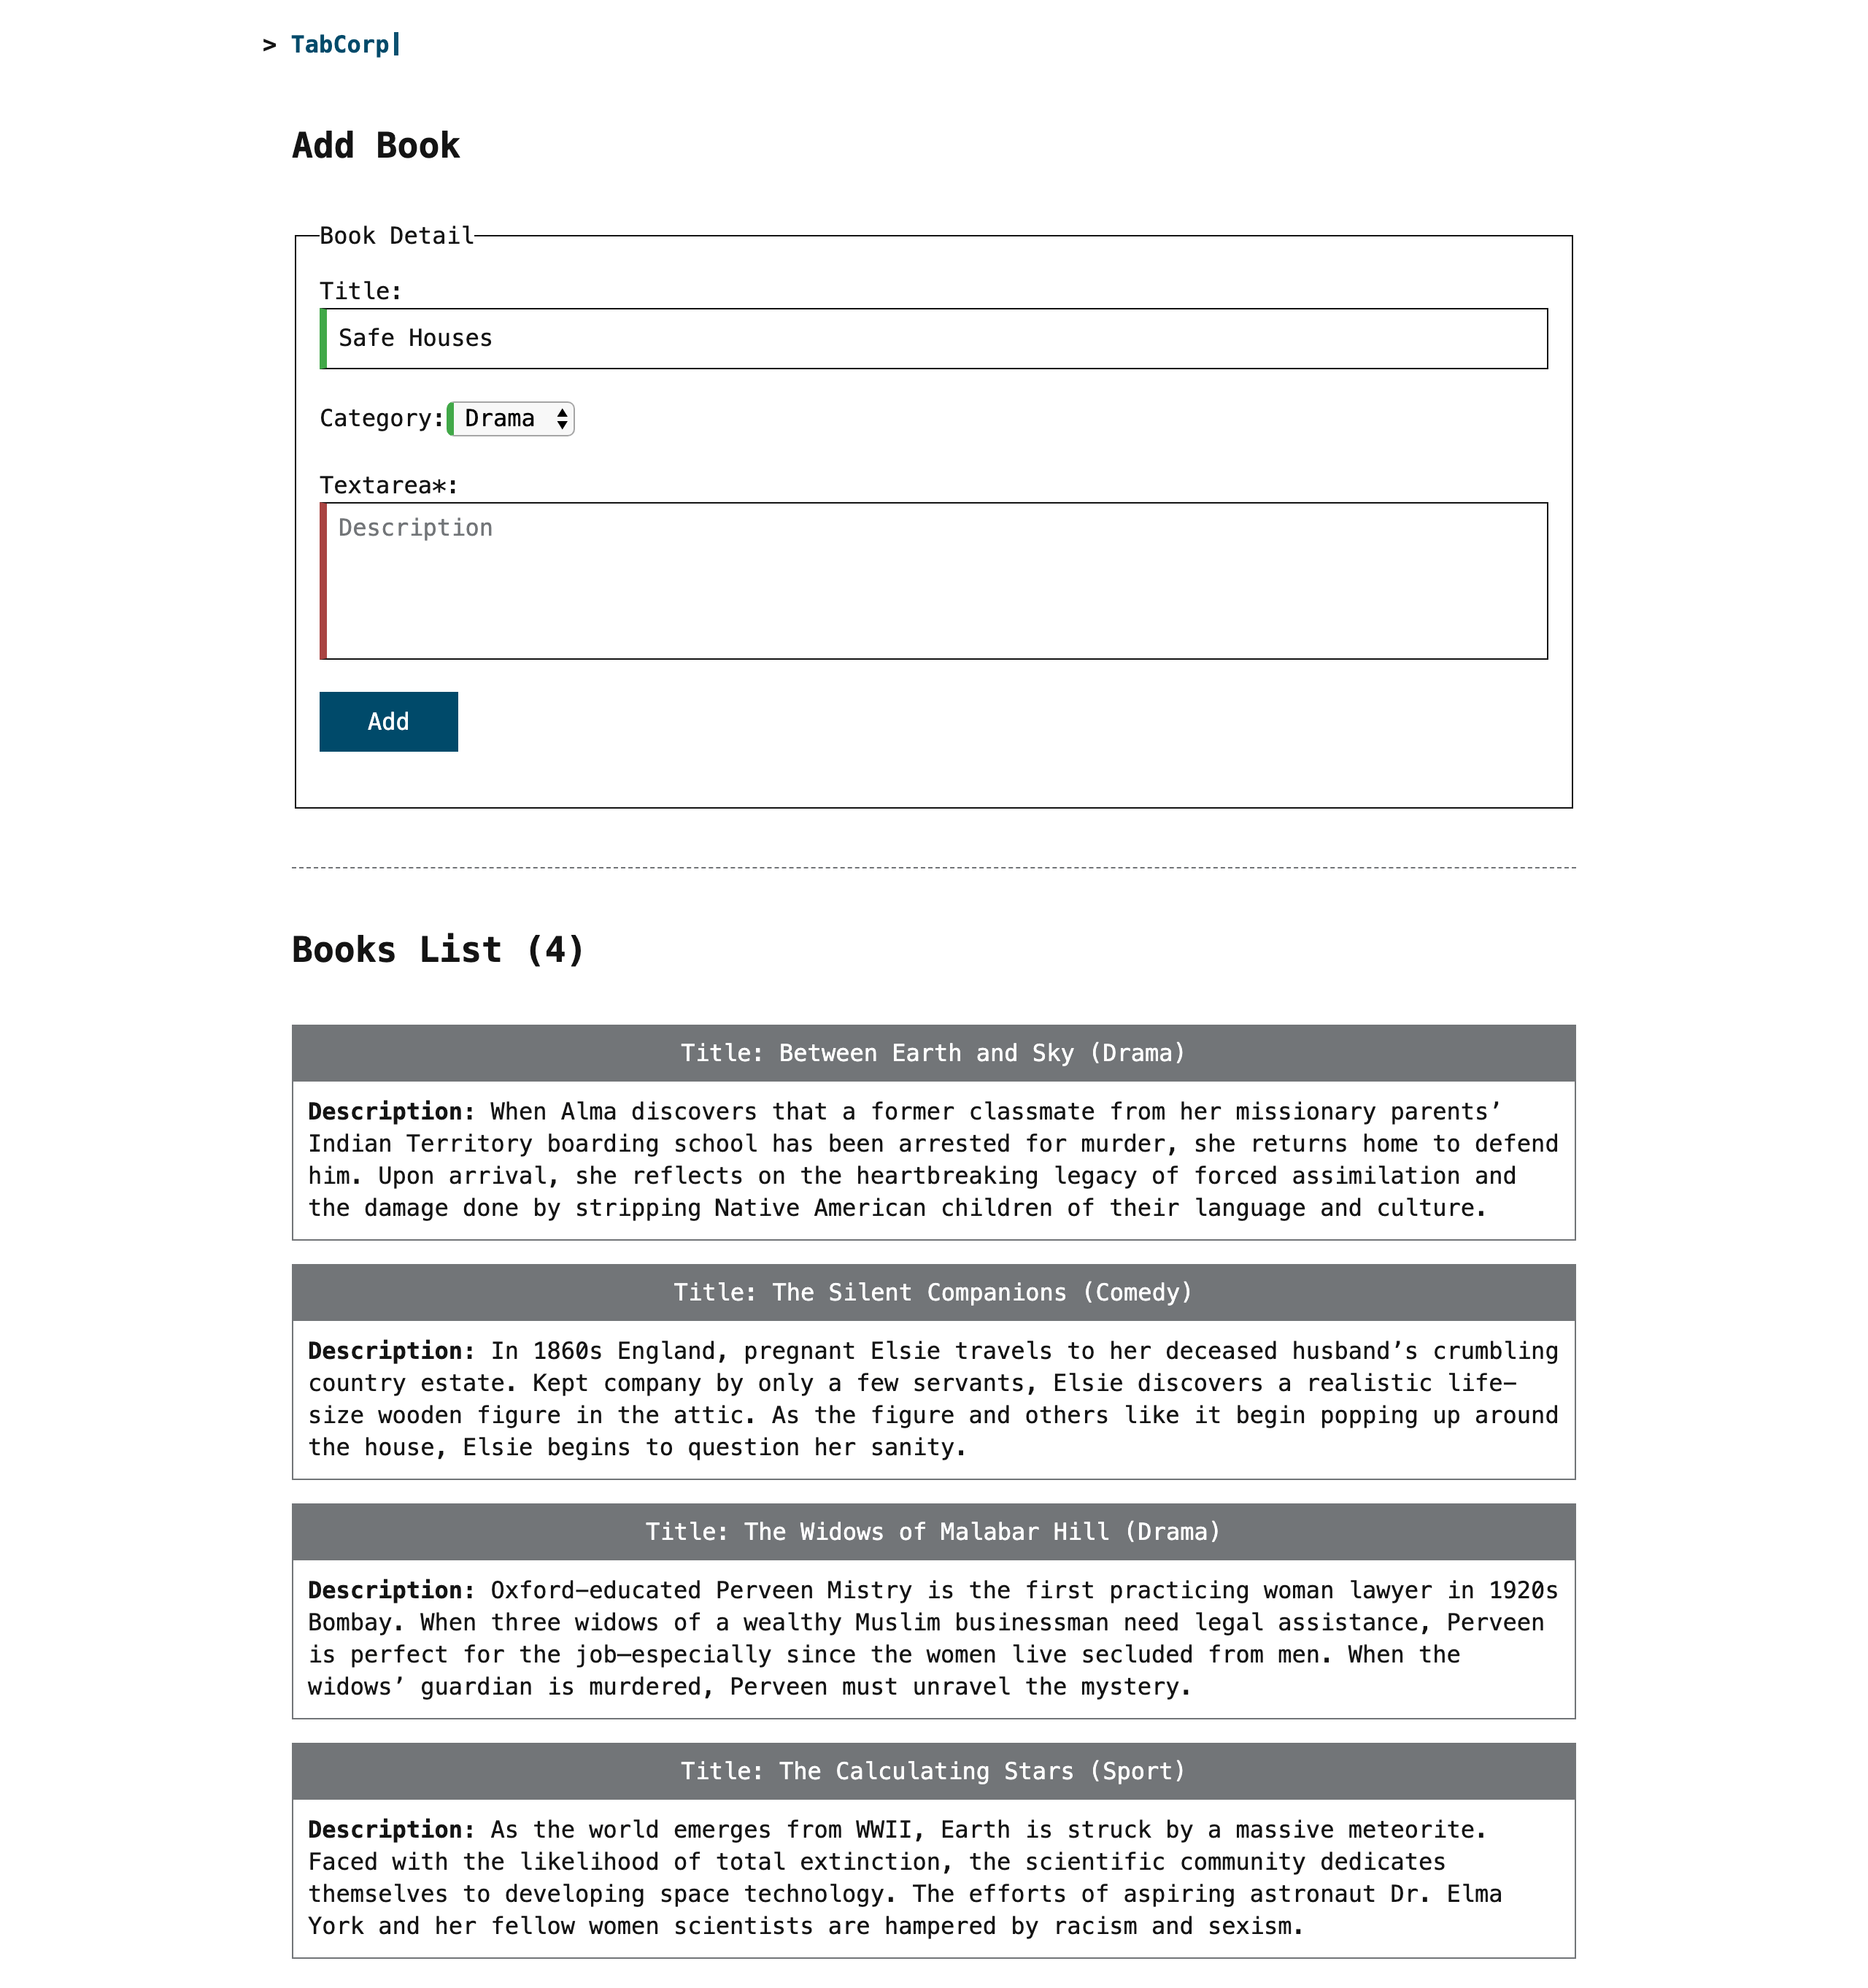 > TabCorp
Add Book
Book Detail
Title:
Safe Houses
Category: Drama
Textarea*:
Description
Add
Books List (4)
Title: Between Earth and Sky (Drama)
Description: When Alma discovers that a former classmate from her missionary parents’
Indian Territory boarding school has been arrested for murder, she returns home to defend
him. Upon arrival, she reflects on the heartbreaking legacy of forced assimilation and
the damage done by stripping Native American children of their language and culture.
Title: The Silent Companions (Comedy)
Description: In 1860s England, pregnant Elsie travels to her deceased husband’s crumbling
country estate. Kept company by only a few servants, Elsie discovers a realistic life-
size wooden figure in the attic. As the figure and others like it begin popping up around
the house, Elsie begins to question her sanity.
Title: The Widows of Malabar Hill (Drama)
Description: Oxford-educated Perveen Mistry is the first practicing woman lawyer in 1920s
Bombay. When three widows of a wealthy Muslim businessman need legal assistance, Perveen
is perfect for the job—especially since the women live secluded from men. When the
widows’ guardian is murdered, Perveen must unravel the mystery.
Title: The Calculating Stars (Sport)
Description: As the world emerges from WWII, Earth is struck by a massive meteorite.
Faced with the likelihood of total extinction, the scientific community dedicates
themselves to developing space technology. The efforts of aspiring astronaut Dr. Elma
York and her fellow women scientists are hampered by racism and sexism.